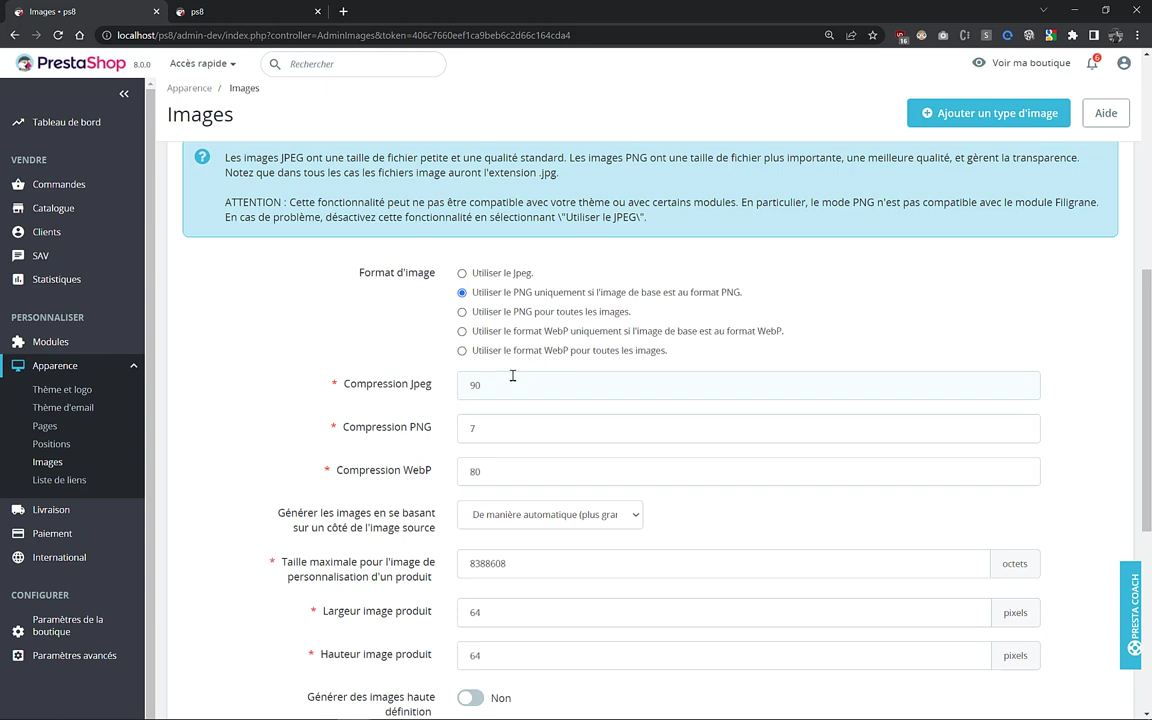 Images • ps8
ps8
localhost/ps8/admin-dev/index.php?controller=AdminImages&token=406c7660eef1ca9beb6c2d66c164cda4
16
PrestaShop 8.0.0
Accès rapide
Rechercher
Voir ma boutique
6
Apparence / Images
Images
Ajouter un type d'image
Aide
Tableau de bord
VENDRE
Commandes
Catalogue
Clients
SAV
Statistiques
PERSONNALISER
Modules
Apparence
Thème et logo
Thème d'email
Pages
Positions
Images
Liste de liens
Livraison
Paiement
International
CONFIGURER
Paramètres de la
boutique
Paramètres avancés
Les images JPEG ont une taille de fichier petite et une qualité standard. Les images PNG ont une taille de fichier plus importante, une meilleure qualité, et gèrent la transparence.
Notez que dans tous les cas les fichiers image auront l'extension .jpg.
ATTENTION : Cette fonctionnalité peut ne pas être compatible avec votre thème ou avec certains modules. En particulier, le mode PNG n'est pas compatible avec le module Filigrane.
En cas de problème, désactivez cette fonctionnalité en sélectionnant \"Utiliser le JPEG\".
Format d'image
Utiliser le Jpeg.
Utiliser le PNG uniquement si l'image de base est au format PNG.
Utiliser le PNG pour toutes les images.
Utiliser le format WebP uniquement si l'image de base est au format WebP.
Utiliser le format WebP pour toutes les images.
* Compression Jpeg
90
* Compression PNG
7
* Compression WebP
80
Générer les images en se basant
sur un côté de l'image source
De manière automatique (plus gra
* Taille maximale pour l'image de
personnalisation d'un produit
8388608
octets
* Largeur image produit
64
pixels
* Hauteur image produit
64
pixels
Générer des images haute
définition
Non
PRESTA COACH